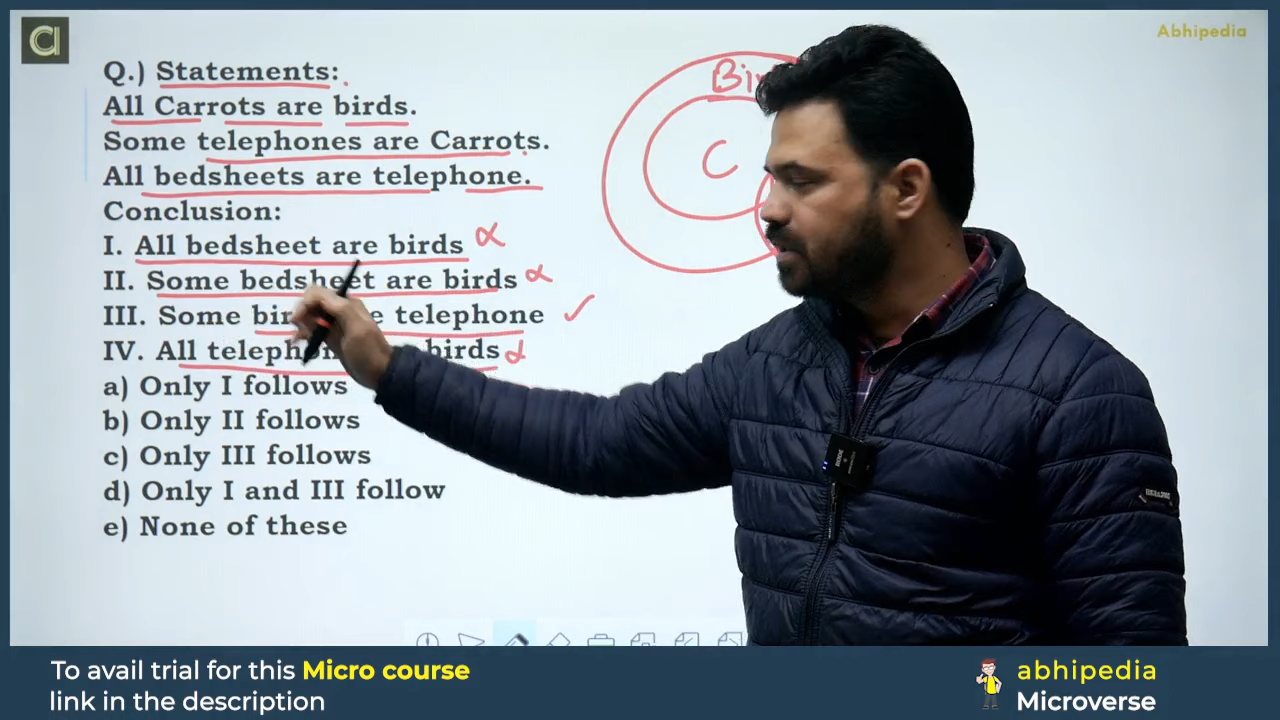 Abhipedia
Q.) Statements:
All Carrots are birds.
Some telephones are Carrots.
All bedsheets are telephone.
Conclusion:
I. All bedsheet are birds
II. Some bedsheet are birds
III. Some telephone
IV. All birds
a) Only I follows
b) Only II follows
c) Only III follows
d) Only I and III follow
e) None of these
C
To avail trial for this Micro course
link in the description
abhipedia
Microverse